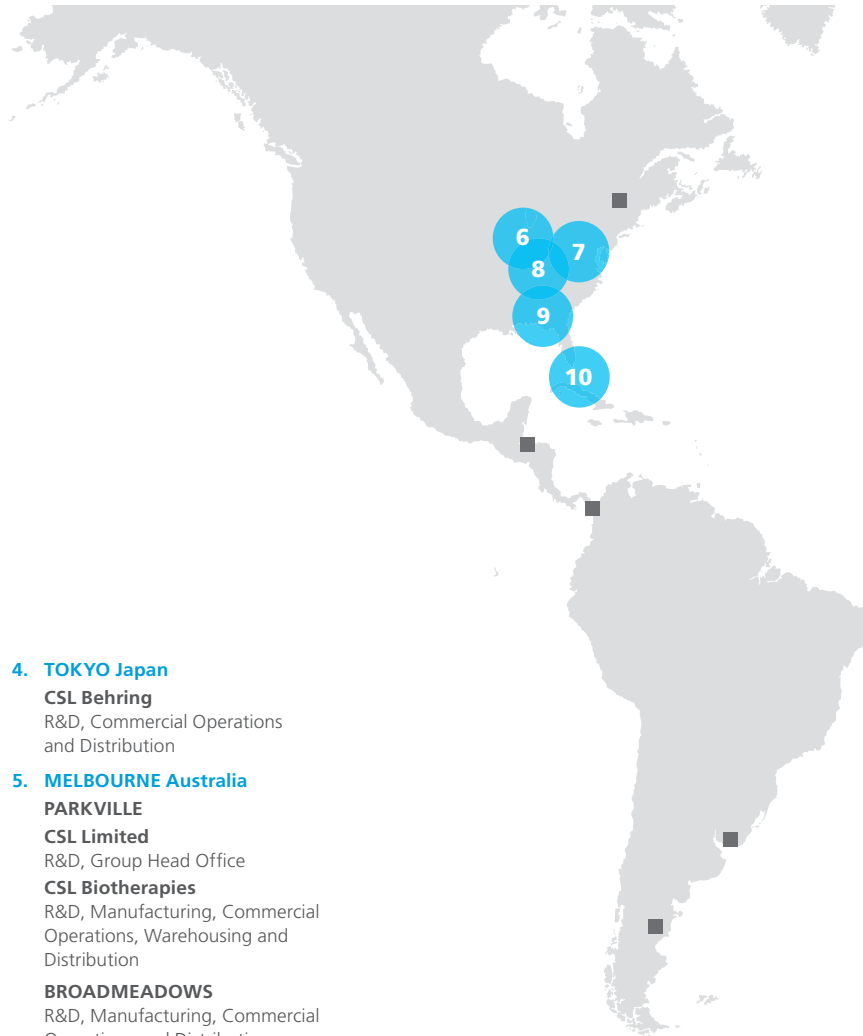 6
7
8
9
10
4. TOKYO Japan
CSL Behring
R&D, Commercial Operations
and Distribution
5. MELBOURNE Australia
PARKVILLE
CSL Limited
R&D, Group Head Office
CSL Biotherapies
R&D, Manufacturing, Commercial
Operations, Warehousing and
Distribution
BROADMEADOWS
R&D, Manufacturing, Commercial